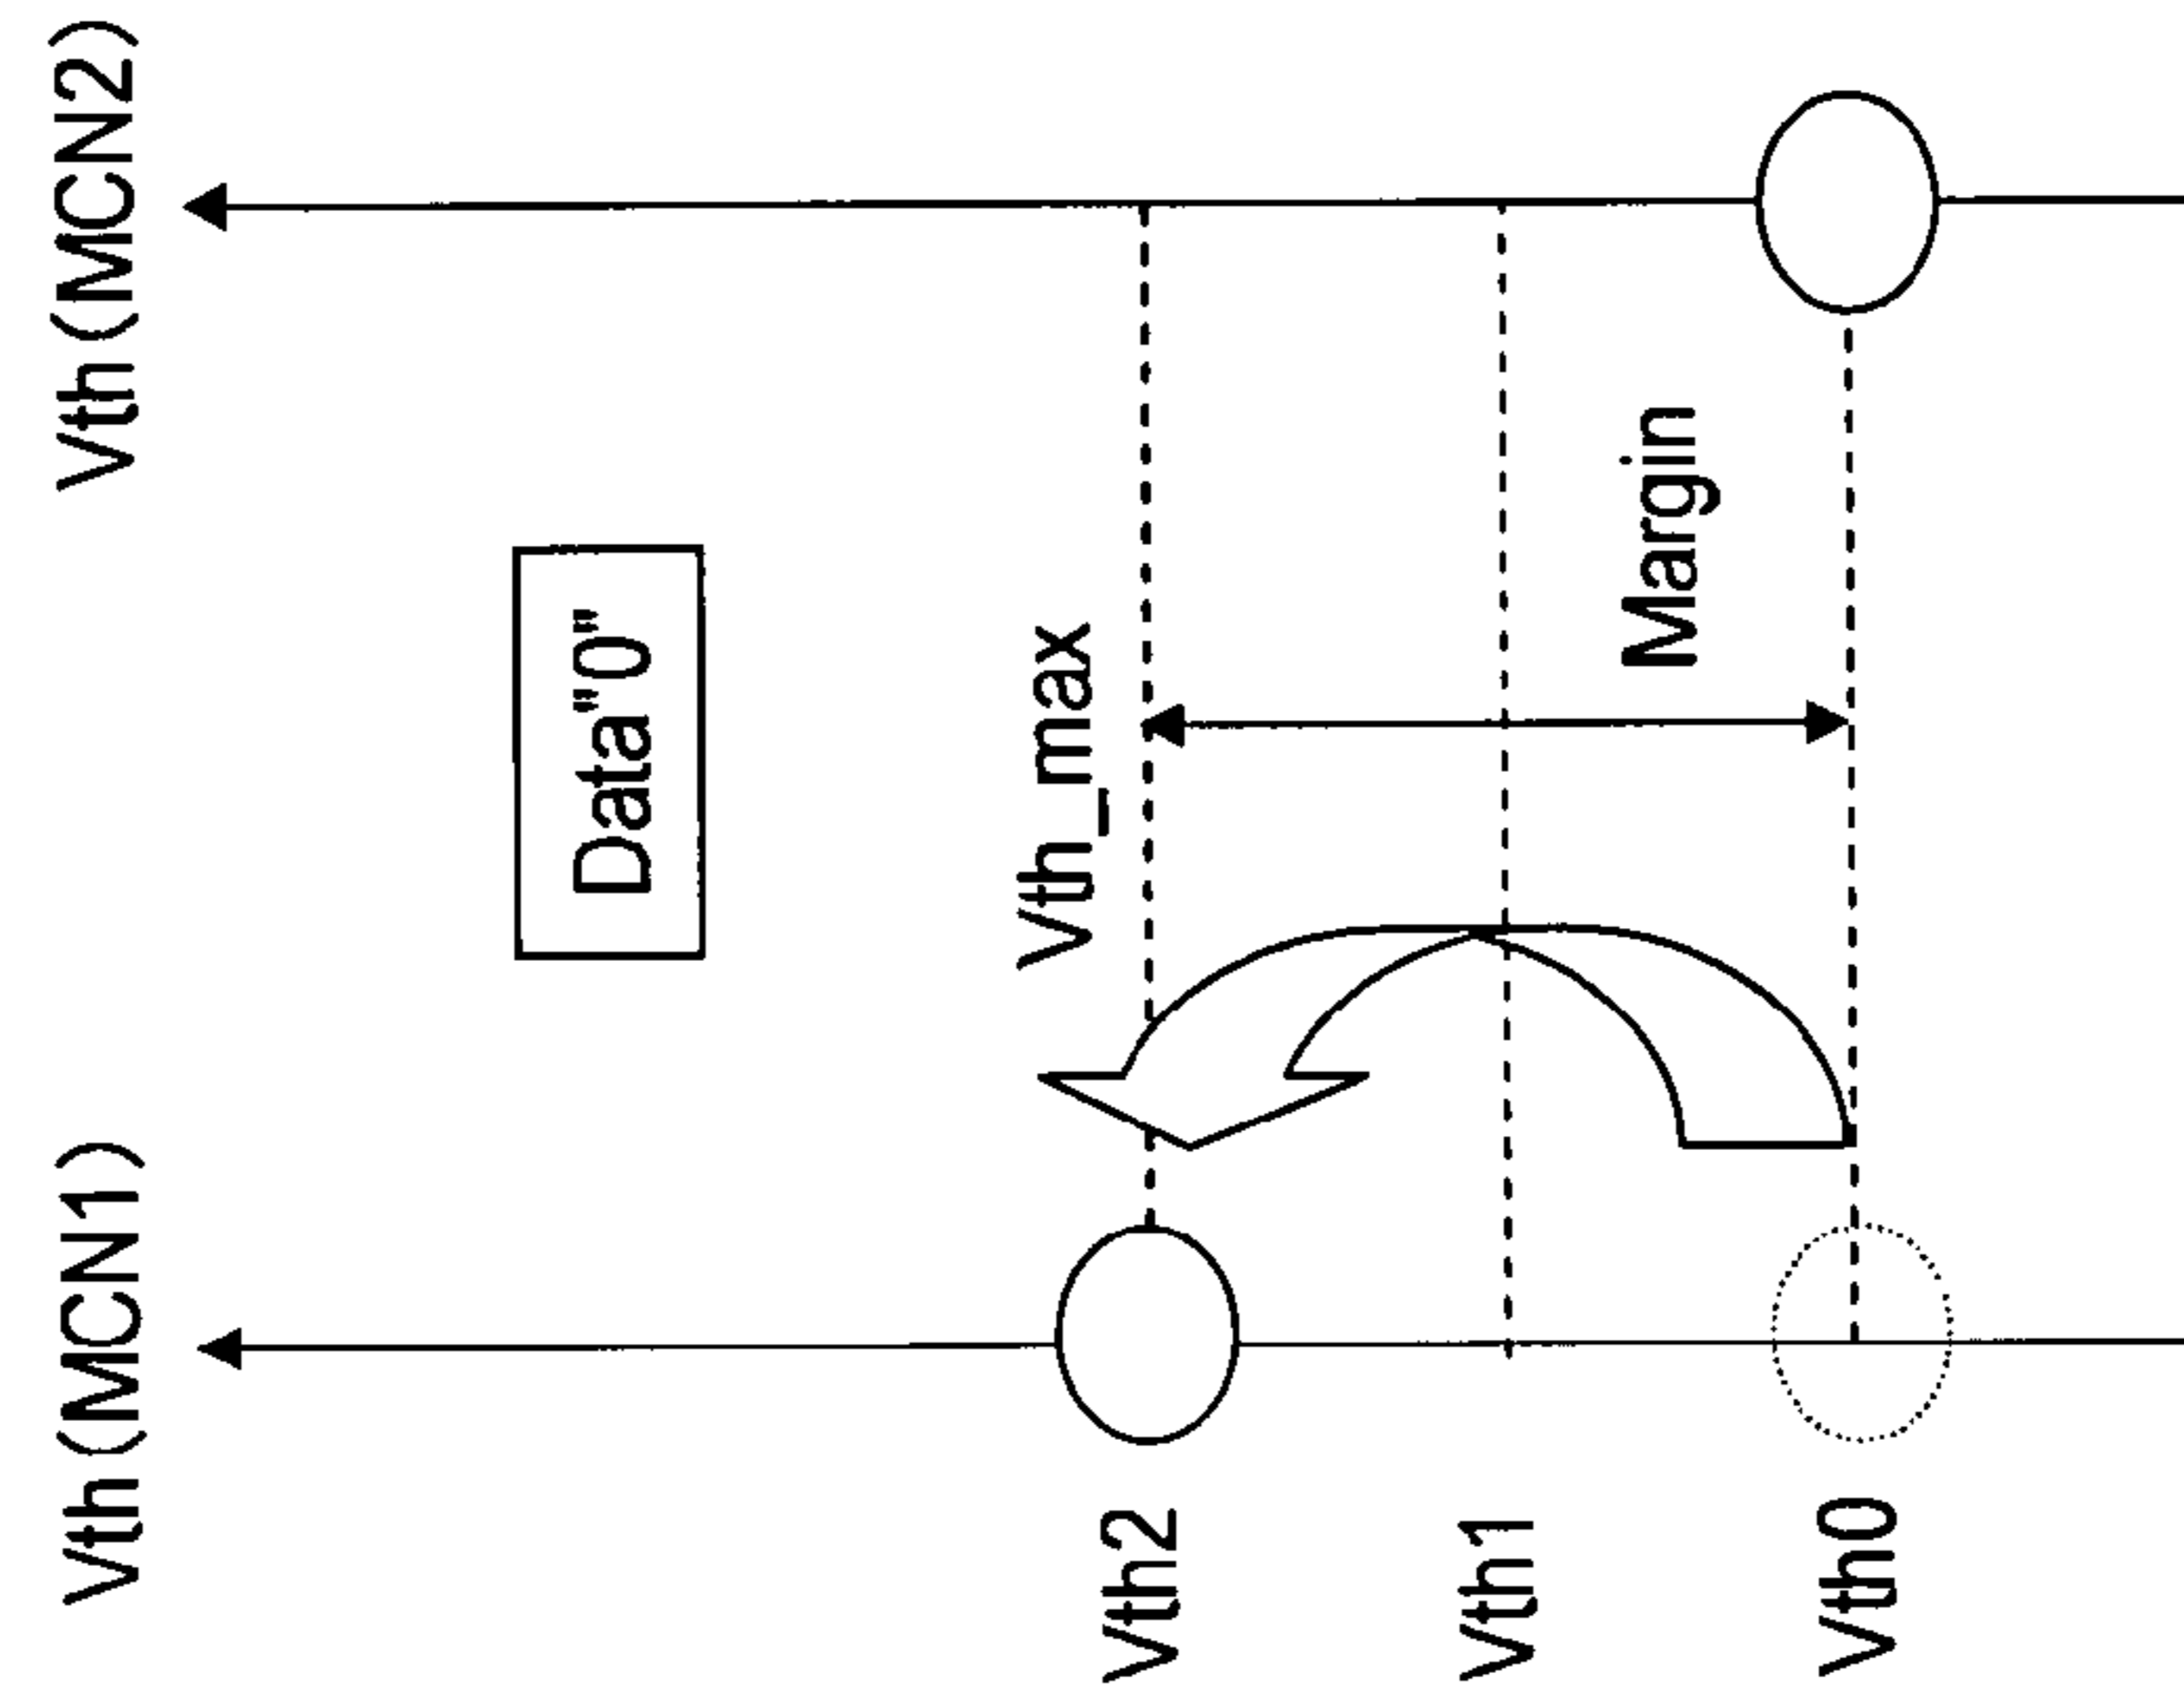 Vth(MCN1)
Vth(MCN2)
Data"0"
Vth_max
Vth2
Vth1
Margin
Vth0